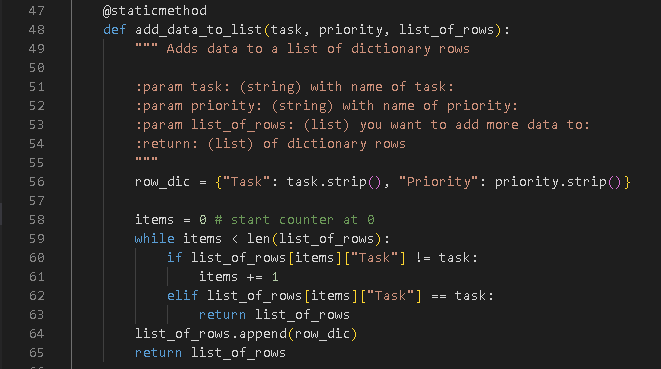 47 @staticmethod
48 def add_data_to_list(task, priority, list_of_rows):
49 """ Adds data to a list of dictionary rows
50
51 :param task: (string) with name of task:
52 :param priority: (string) with name of priority:
53 :param list_of_rows: (list) you want to add more data to:
54 :return: (list) of dictionary rows
55 """
56 row_dic = {"Task": task.strip(), "Priority": priority.strip()}
57
58 items = 0 # start counter at 0
59 while items < len(list_of_rows):
60 if list_of_rows[items]["Task"] != task:
61 items += 1
62 elif list_of_rows[items]["Task"] == task:
63 return list_of_rows
64 list_of_rows.append(row_dic)
65 return list_of_rows